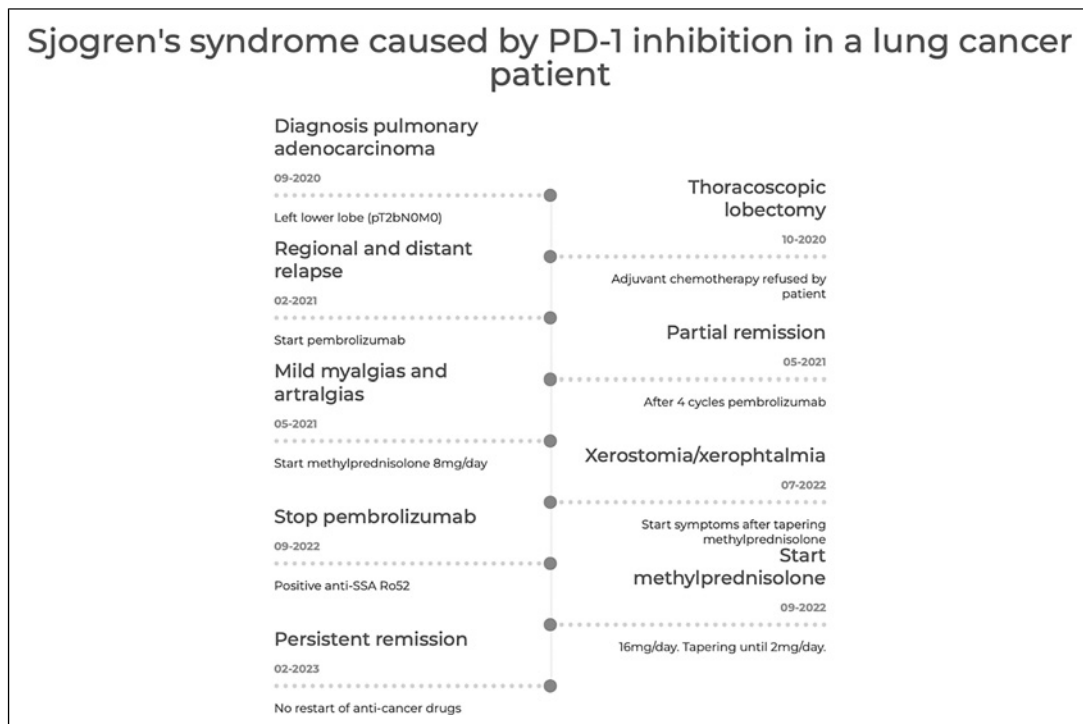 Sjogren's syndrome caused by PD-1 inhibition in a lung cancer
patient
Diagnosis pulmonary
adenocarcinoma
09-2020
Left lower lobe (pT2bN0M0)
Thoracoscopic
lobectomy
10-2020
Adjuvant chemotherapy refused by
patient
Regional and distant
relapse
02-2021
Start pembrolizumab
Partial remission
05-2021
After 4 cycles pembrolizumab
Mild myalgias and
artralgias
05-2021
Start methylprednisolone 8mg/day
Xerostomia/xerophtalmia
07-2022
Start symptoms after tapering
methylprednisolone
Stop pembrolizumab
09-2022
Positive anti-SSA Ro52
Start
methylprednisolone
09-2022
16mg/day. Tapering until 2mg/day.
Persistent remission
02-2023
No restart of anti-cancer drugs